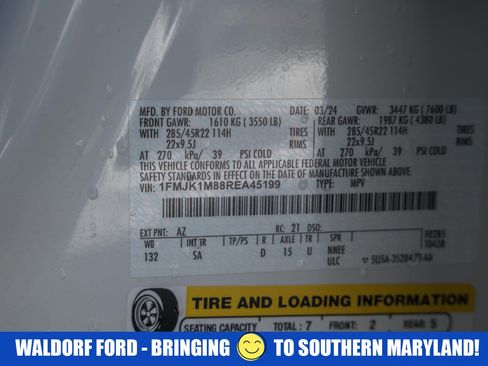 MFD. BY FORD MOTOR CO. DATE: 03/24 GVWR: 3447 KG ( 7600 LB)
FRONT GAWR: 1610 KG ( 3550 LB) REAR GAWR: 1987 KG ( 4380 LB)
WITH 285/45R22 114H TIRES WITH 285/45R22 114H TIRES
22x9.5J RIMS 22x9.5J RIMS
AT 270 kPa/ 39 PSI COLD AT 270 kPa/ 39 PSI COLD
THIS VEHICLE CONFORMS TO ALL APPLICABLE FEDERAL MOTOR VEHICLE
SAFETY STANDARDS IN EFFECT ON THE DATE OF MANUFACTURE SHOWN ABOVE.
VIN: 1FMJK1M88REA45199 TYPE: MPV
EXT PNT: AZ RC: 21 DSO:
WB INT TR TP/PS R AXLE TR SPR
132 SA D 15 U NNEE
ULC
TIRE AND LOADING INFORMATION
SEATING CAPACITY TOTAL : 7 FRONT: 2 REAR: 5
WALDORF FORD - BRINGING TO SOUTHERN MARYLAND!